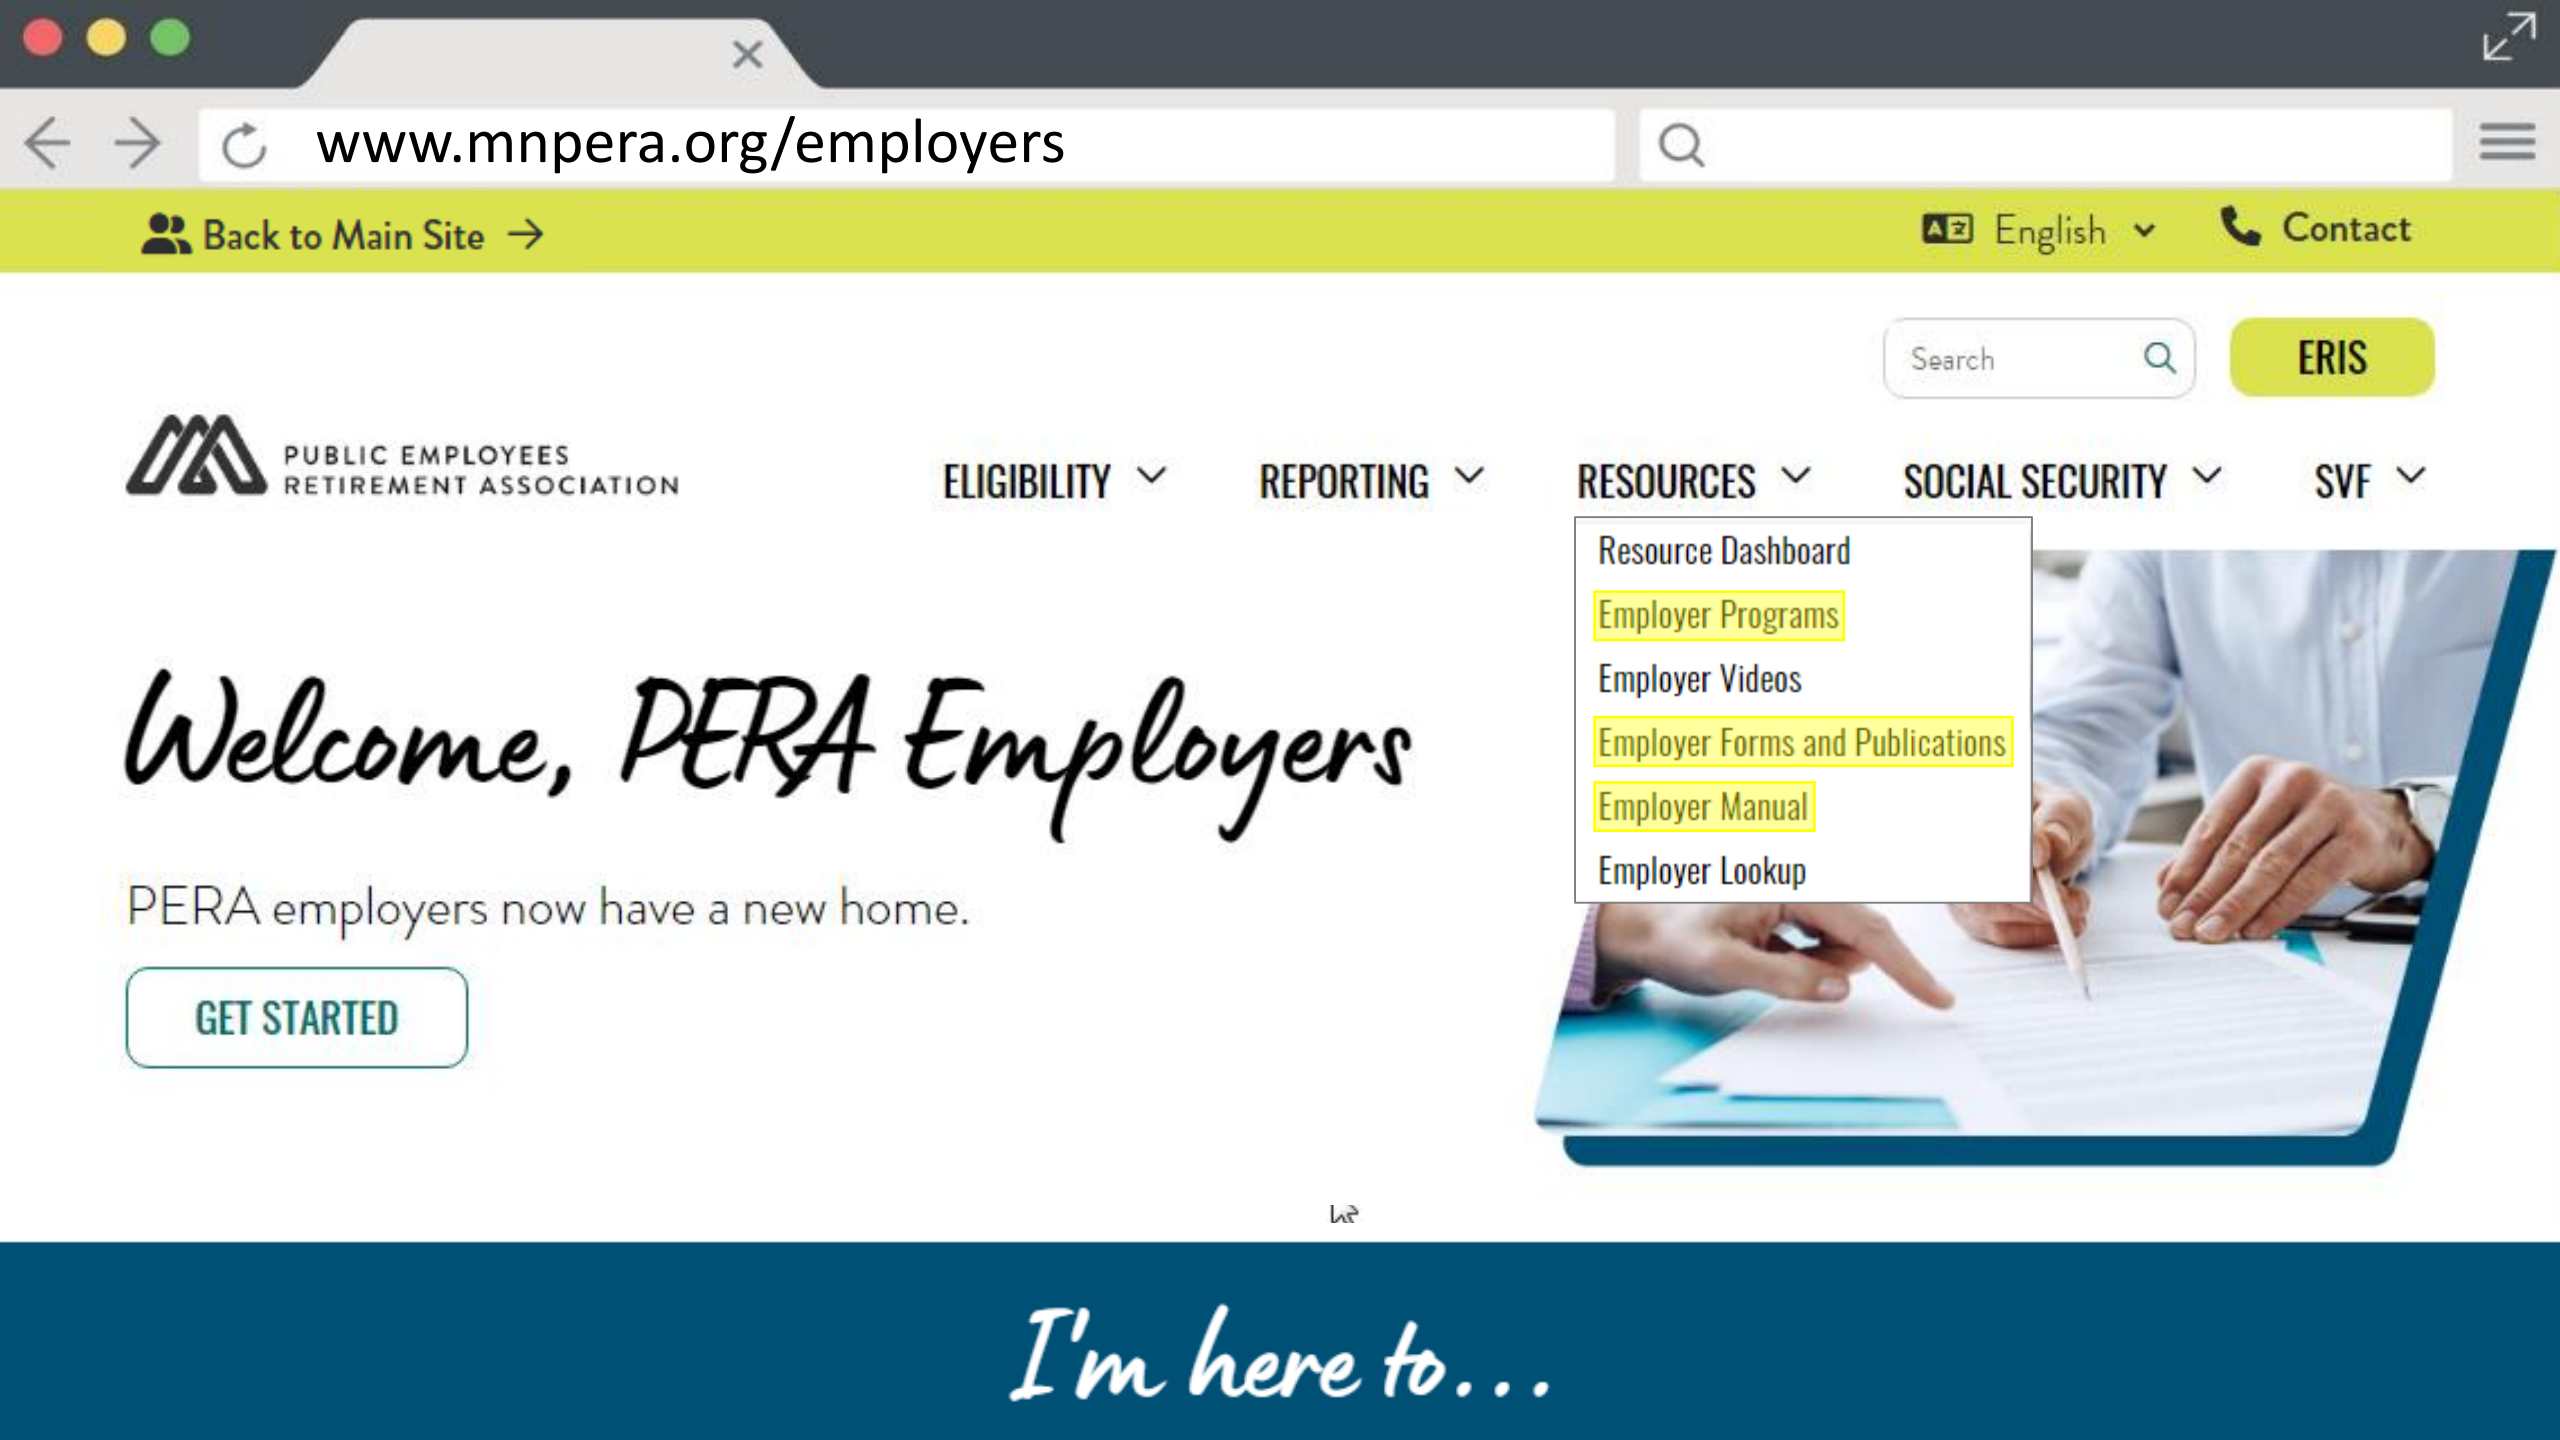 www.mnpera.org/employers
Back to Main Site
English
Contact
Search
ERIS
PUBLIC EMPLOYEES
RETIREMENT ASSOCIATION
ELIGIBILITY
REPORTING
RESOURCES
SOCIAL SECURITY
SVF
Resource Dashboard
Employer Programs
Employer Videos
Employer Forms and Publications
Employer Manual
Employer Lookup
Welcome, PERA Employers
PERA employers now have a new home.
GET STARTED
I'm here to...